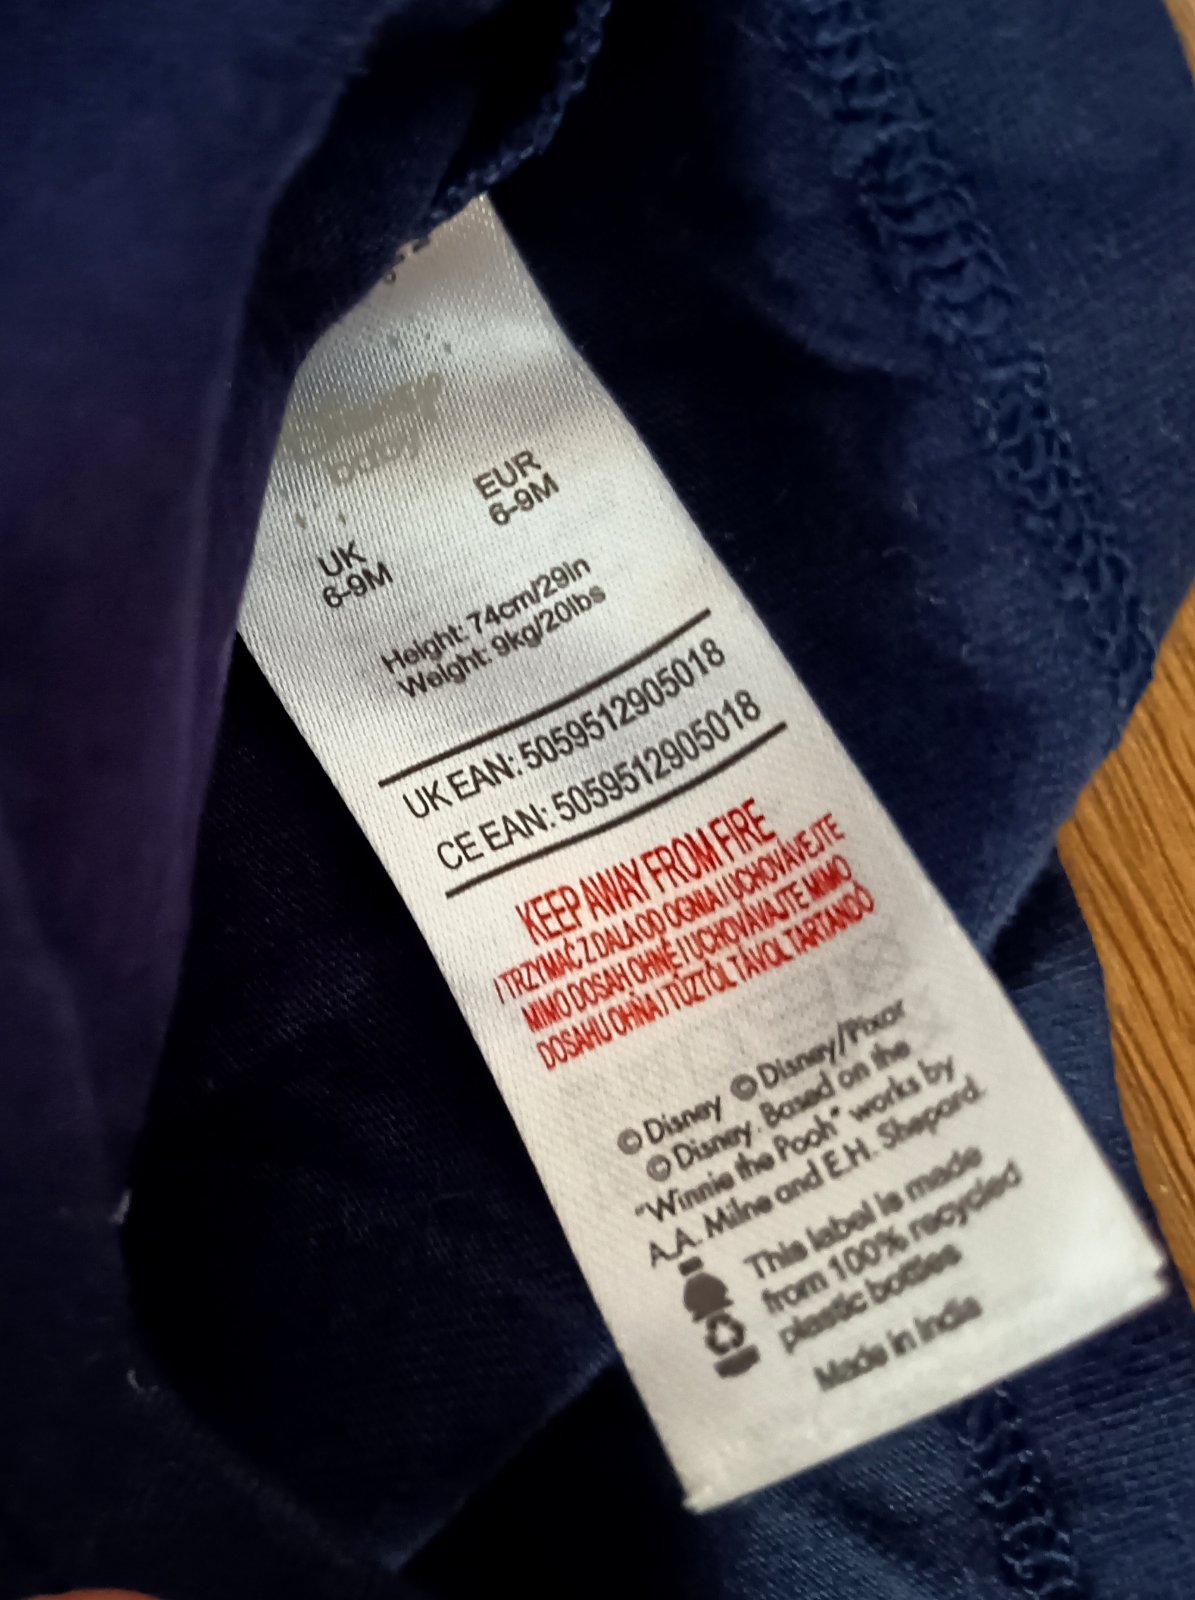 baby
UK
6-9M
EUR
6-9M
Height: 74cm/29in
Weight: 9kg/20lbs
UK EAN: 5059512905018
CE EAN: 5059512905018
KEEP AWAY FROM FIRE
/ TRZYMAĆ Z DALA OD OGNIA / UCHOVÁVEJTE
MIMO DOSAH OHNĚ / UCHOVÁVAJTE MIMO
DOSAHU OHŇA / TŰZTŐL TÁVOL TARTANDÓ
© Disney © Disney/Pixar
© Disney. Based on the
"Winnie the Pooh" works by
A.A. Milne and E.H. Shepard.
This label is made
from 100% recycled
plastic bottles
Made in India